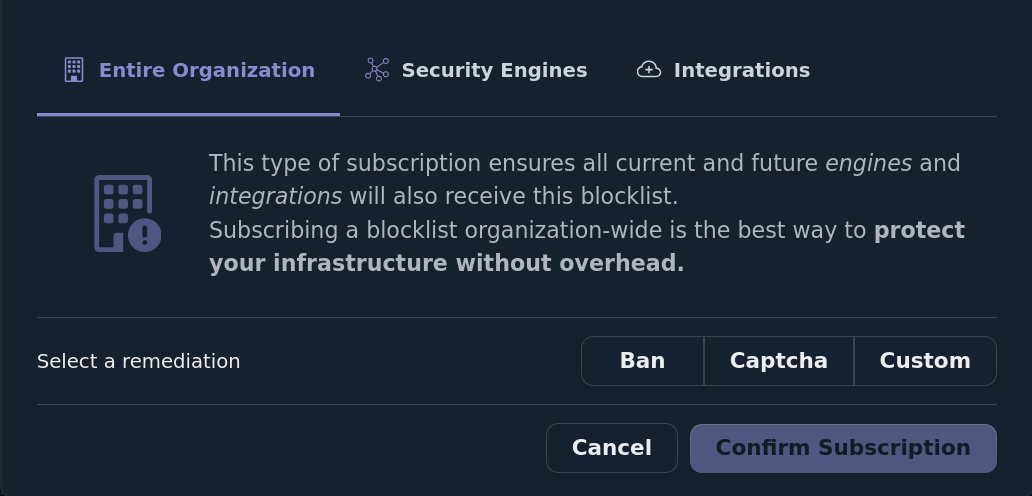 Entire Organization
Security Engines
Integrations
This type of subscription ensures all current and future engines and
integrations will also receive this blocklist.
Subscribing a blocklist organization-wide is the best way to protect
your infrastructure without overhead.
Select a remediation
Ban
Captcha
Custom
Cancel
Confirm Subscription